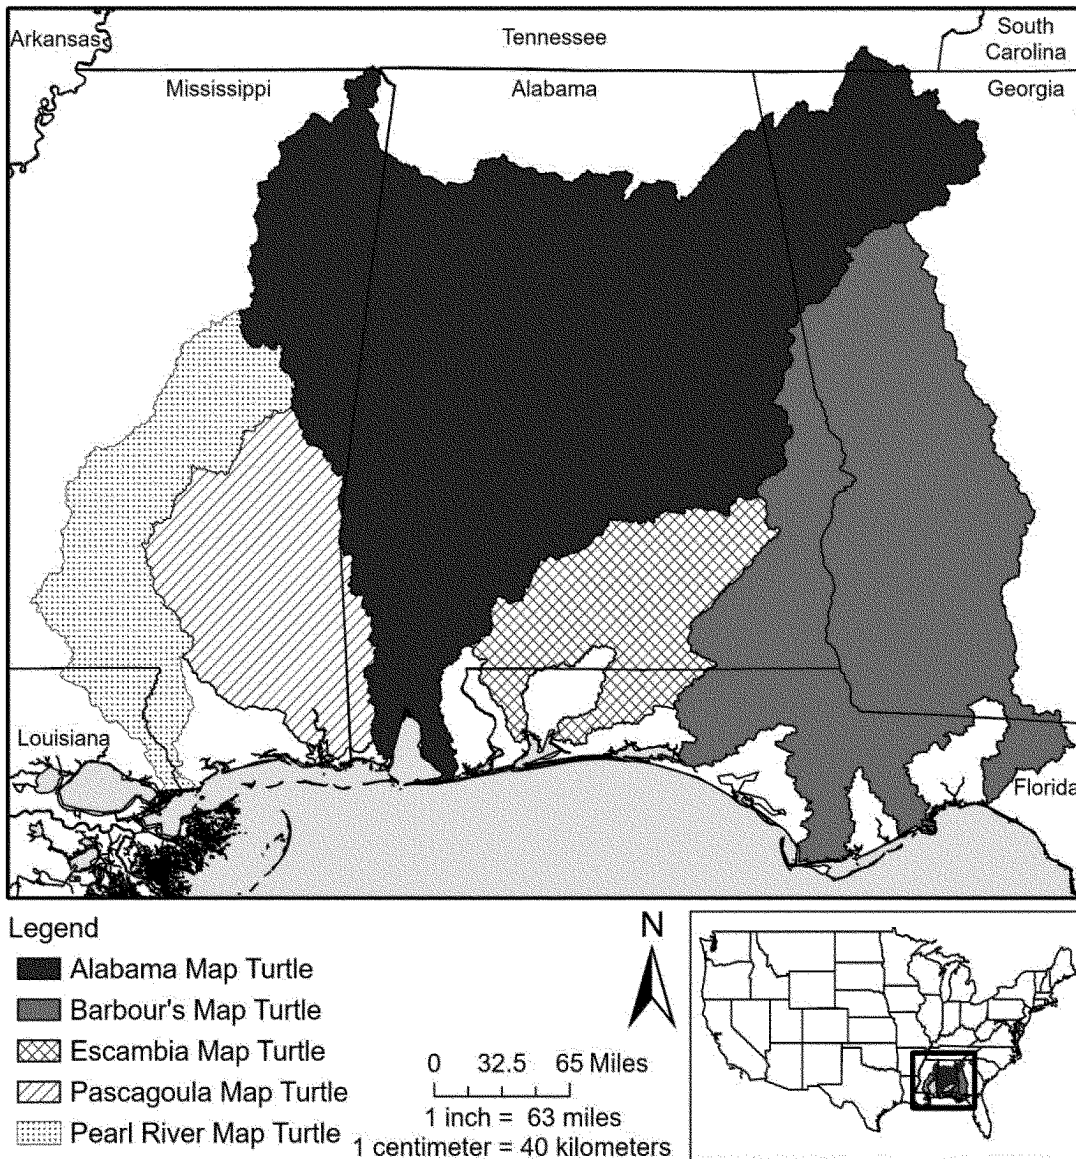 Arkansas
Tennessee
South
Carolina
Mississippi
Alabama
Georgia
Louisiana
Florida
Legend
Alabama Map Turtle
Barbour's Map Turtle
Escambia Map Turtle
Pascagoula Map Turtle
Pearl River Map Turtle
N
0 32.5 65 Miles
1 inch = 63 miles
1 centimeter = 40 kilometers